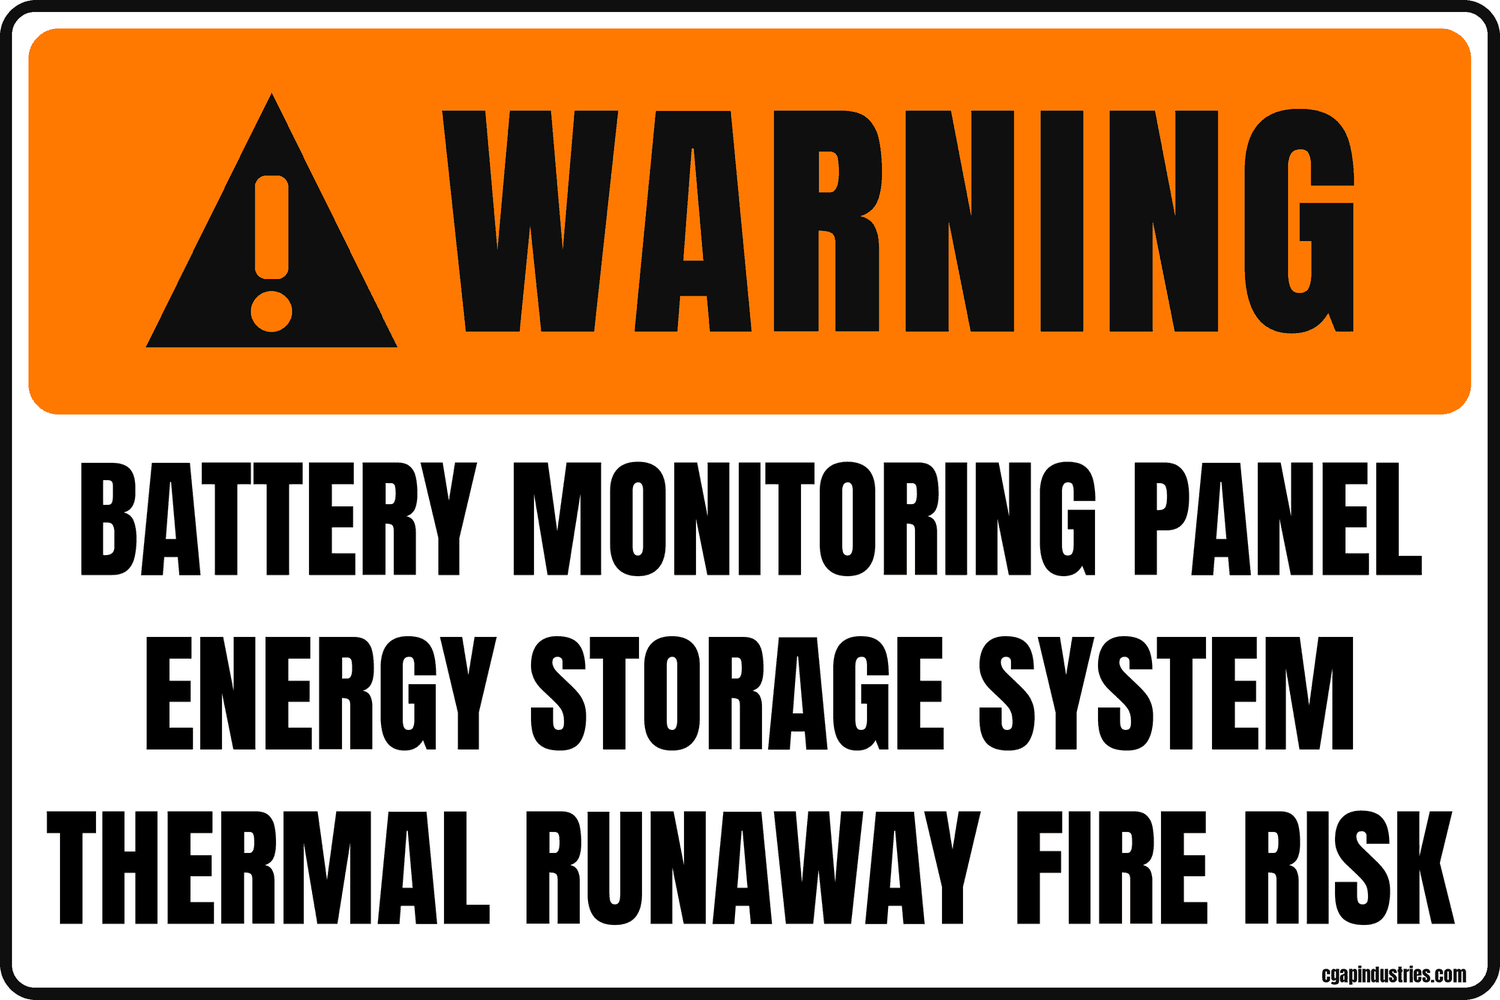 WARNING
BATTERY MONITORING PANEL
ENERGY STORAGE SYSTEM
THERMAL RUNAWAY FIRE RISK
cgapindustries.com